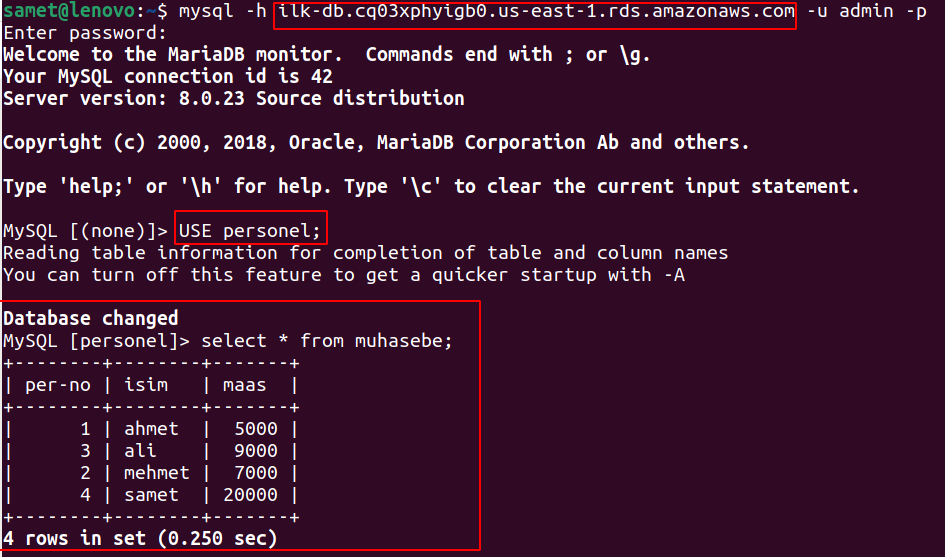 samet@lenovo:~$ mysql -h ilk-db.cq03xphyigb0.us-east-1.rds.amazonaws.com -u admin -p
Enter password:
Welcome to the MariaDB monitor.  Commands end with ; or \g.
Your MySQL connection id is 42
Server version: 8.0.23 Source distribution
Copyright (c) 2000, 2018, Oracle, MariaDB Corporation Ab and others.
Type 'help;' or '\h' for help. Type '\c' to clear the current input statement.
MySQL [(none)]> USE personel;
Reading table information for completion of table and column names
You can turn off this feature to get a quicker startup with -A
Database changed
MySQL [personel]> select * from muhasebe;
+--------+--------+-------+
| per-no | isim   | maas  |
+--------+--------+-------+
|      1 | ahmet  |  5000 |
|      3 | ali    |  9000 |
|      2 | mehmet |  7000 |
|      4 | samet  | 20000 |
+--------+--------+-------+
4 rows in set (0.250 sec)